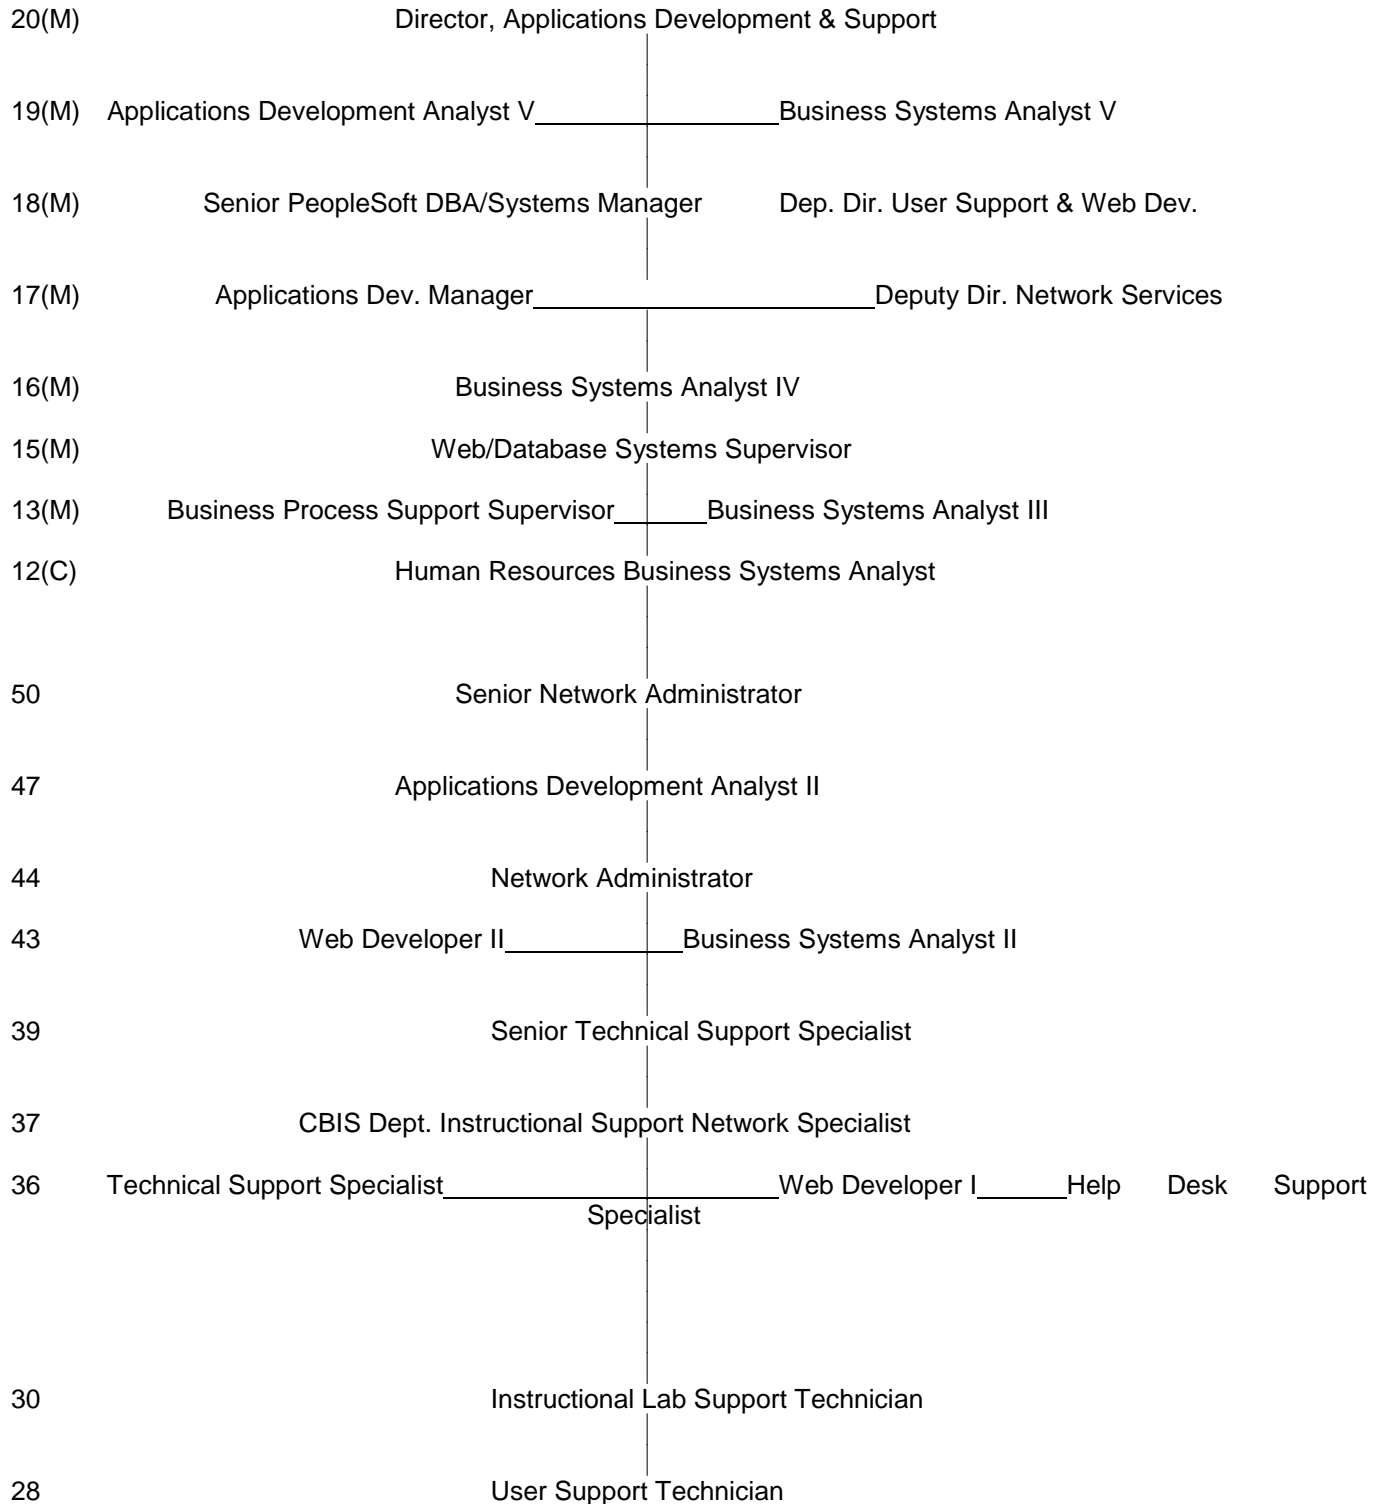 20(M) Director, Applications Development & Support
19(M) Applications Development Analyst V Business Systems Analyst V
18(M) Senior PeopleSoft DBA/Systems Manager Dep. Dir. User Support & Web Dev.
17(M) Applications Dev. Manager Deputy Dir. Network Services
16(M) Business Systems Analyst IV
15(M) Web/Database Systems Supervisor
13(M) Business Process Support Supervisor Business Systems Analyst III
12(C) Human Resources Business Systems Analyst
50 Senior Network Administrator
47 Applications Development Analyst II
44 Network Administrator
43 Web Developer II Business Systems Analyst II
39 Senior Technical Support Specialist
37 CBIS Dept. Instructional Support Network Specialist
36 Technical Support Specialist Web Developer I Help Desk Support
Specialist
30 Instructional Lab Support Technician
28 User Support Technician